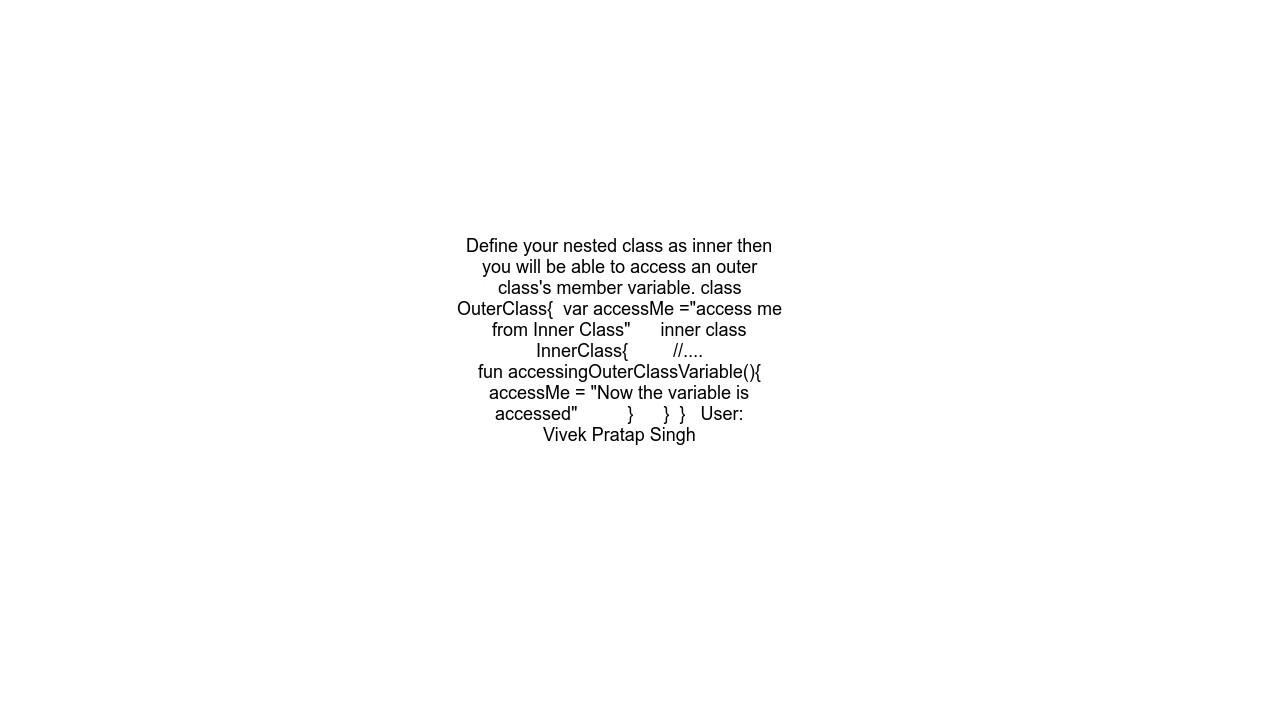 Define your nested class as inner then
you will be able to access an outer
class's member variable. class
OuterClass{  var accessMe ="access me
from Inner Class"      inner class
InnerClass{         //....
fun accessingOuterClassVariable(){
accessMe = "Now the variable is
accessed"          }      }  }   User:
Vivek Pratap Singh